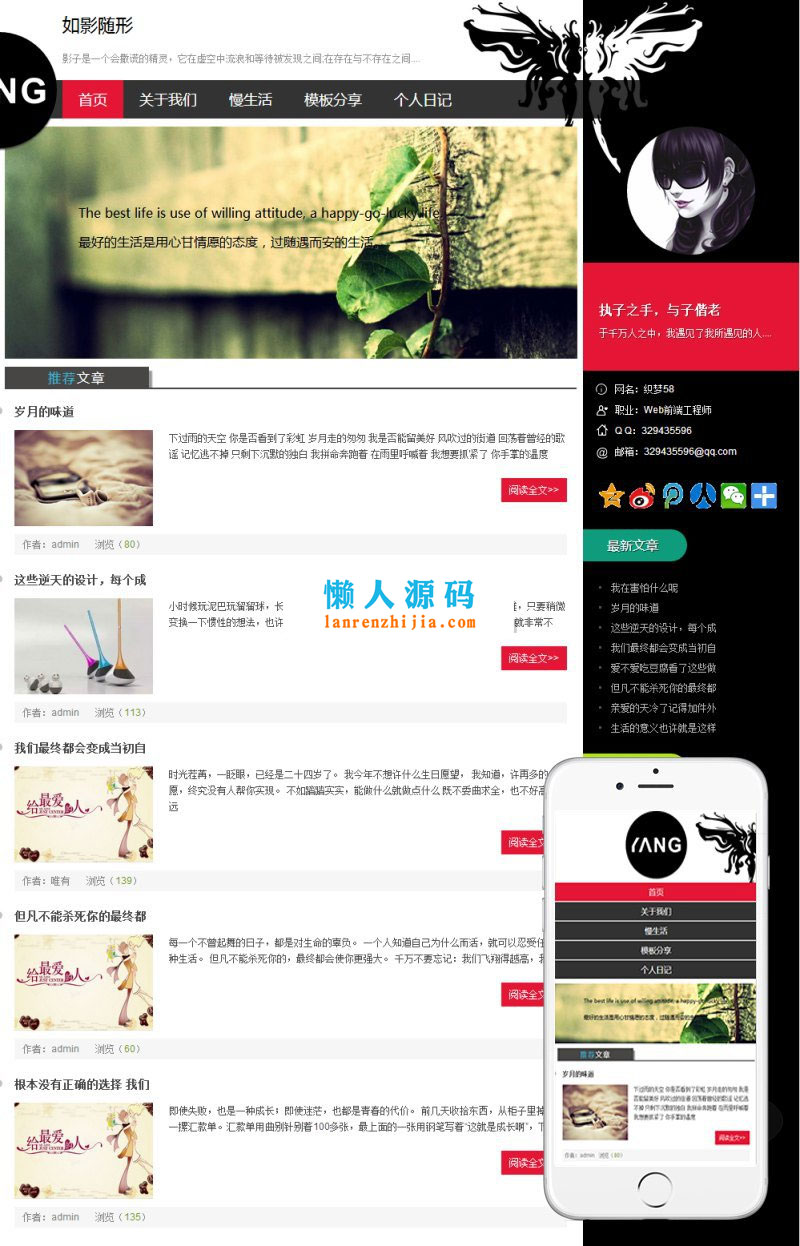 如影随形
影子是一个会撒谎的精灵，它在虚空中流浪和等待被发现之间;在存在与不存在之间....
NG
首页 关于我们 慢生活 模板分享 个人日记
The best life is use of willing attitude, a happy-go-lucky life.
最好的生活是用心甘情愿的态度，过随遇而安的生活。
推荐文章
岁月的味道
下过雨的天空 你是否看到了彩虹 岁月走的匆匆 我是否能留美好 风吹过的街道 回荡着曾经的歌
谣 记忆逃不掉 只剩下沉默的独白 我拼命奔跑着 在雨里呼喊着 我想要抓紧了 你手掌的温度
阅读全文>>
作者：admin 浏览（80）
这些逆天的设计，每个成
小时候玩泥巴玩溜溜球，长
，只要稍微
变换一下惯性的想法，也许
就非常不
阅读全文>>
作者：admin 浏览（113）
我们最终都会变成当初自
时光荏苒，一眨眼，已经是二十四岁了。 我今年不想许什么生日愿望， 我知道，许再多的
愿，终究没有人帮你实现。 不如踏踏实实，能做什么就做点什么 既不委曲求全，也不好高
远
阅读全文
作者：唯有 浏览（139）
但凡不能杀死你的最终都
每一个不曾起舞的日子，都是对生命的辜负。 一个人知道自己为什么而活，就可以忍受任
种生活。 但凡不能杀死你的，最终都会使你更强大。 千万不要忘记：我们飞翔得越高，我
阅读全文
作者：admin 浏览（60）
根本没有正确的选择 我们
即使失败，也是一种成长；即使迷茫，也都是青春的代价。 前几天收拾东西，从柜子里掉
一摞汇款单。汇款单用曲别针别着100多张，最上面的一张用钢笔写着“这就是成长啊”，下
阅读全文
作者：admin 浏览（135）
给最爱的人
给最爱的人
给最爱的人
懒人源码
lanrenzhijia.com
执子之手，与子偕老
于千万人之中，我遇见了我所遇见的人....
网名：织梦58
职业：Web前端工程师
Q Q：329435596
邮箱：329435596@qq.com
最新文章
我在害怕什么呢
岁月的味道
这些逆天的设计，每个成
我们最终都会变成当初自
爱不爱吃豆腐看了这些做
但凡不能杀死你的最终都
亲爱的天冷了记得加件外
生活的意义也许就是这样
YANG
首页
关于我们
慢生活
模板分享
个人日记
The best life is use of willing attitude, a happy-go-lucky life.
最好的生活是用心甘情愿的态度，过随遇而安的生活。
推荐文章
岁月的味道
下过雨的天空 你是否看到了彩虹 岁月走的匆匆 我是
否能留美好 风吹过的街道 回荡着曾经的歌谣 记忆逃不
掉 只剩下沉默的独白 我拼命奔跑着 在雨里呼喊着
我想要抓紧了 你手掌的温度
阅读全文>>
作者：admin 浏览（80）